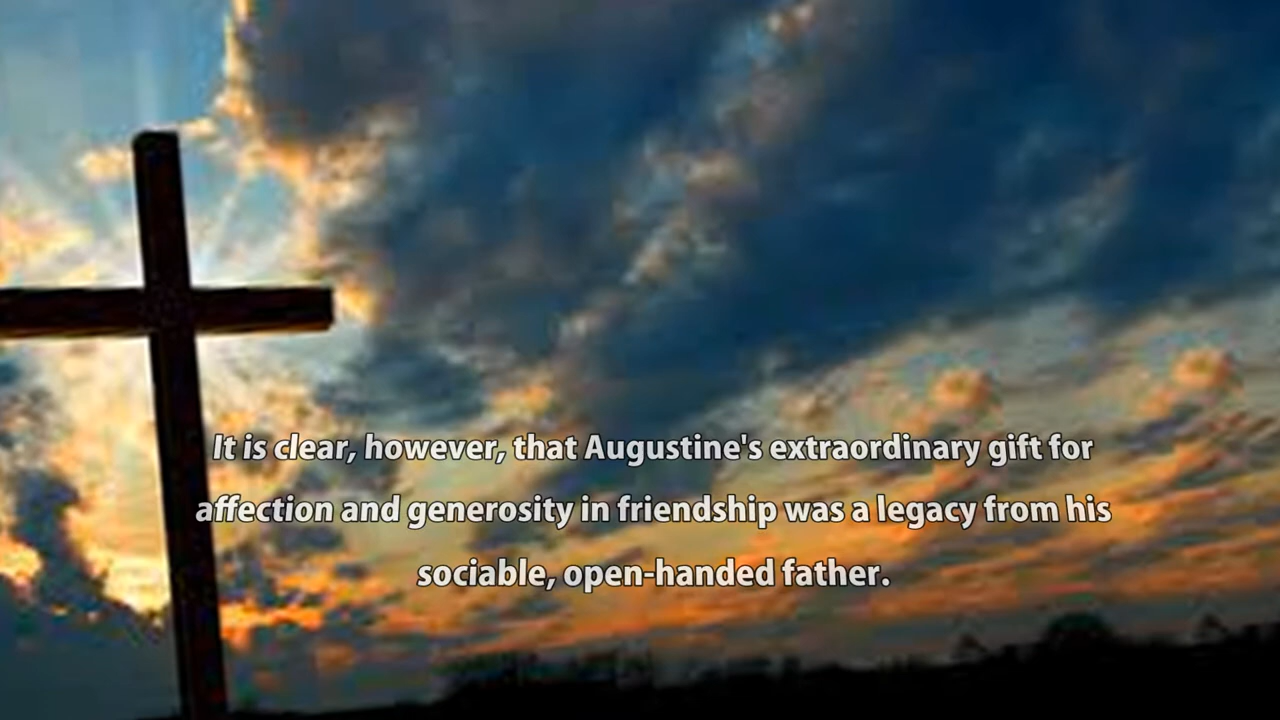 It is clear, however, that Augustine's extraordinary gift for
affection and generosity in friendship was a legacy from his
sociable, open-handed father.